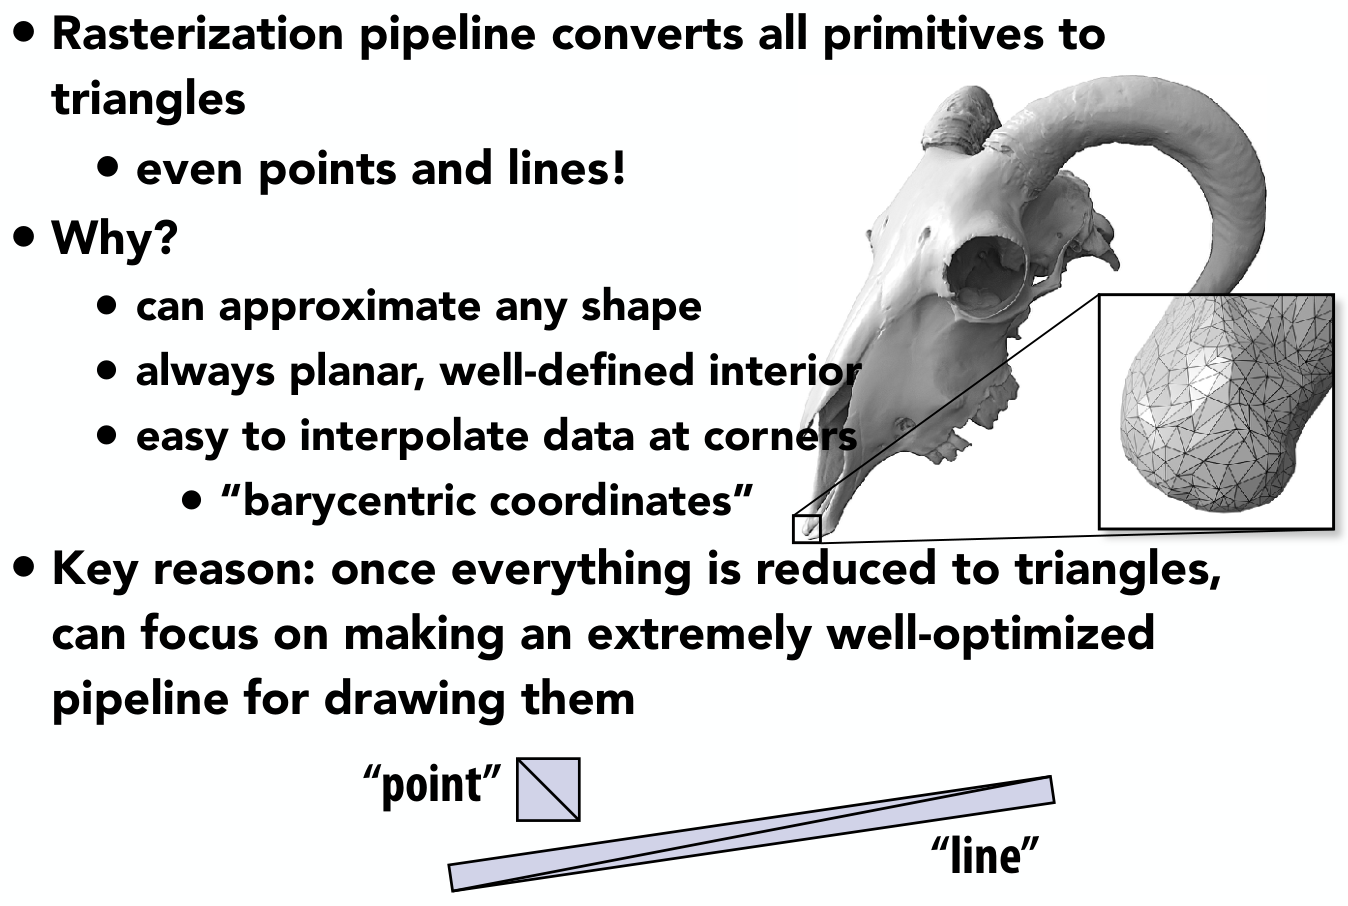 • Rasterization pipeline converts all primitives to
triangles
• even points and lines!
• Why?
• can approximate any shape
• always planar, well-defined interior
• easy to interpolate data at corners
• “barycentric coordinates”
• Key reason: once everything is reduced to triangles,
can focus on making an extremely well-optimized
pipeline for drawing them
“point”
“line”